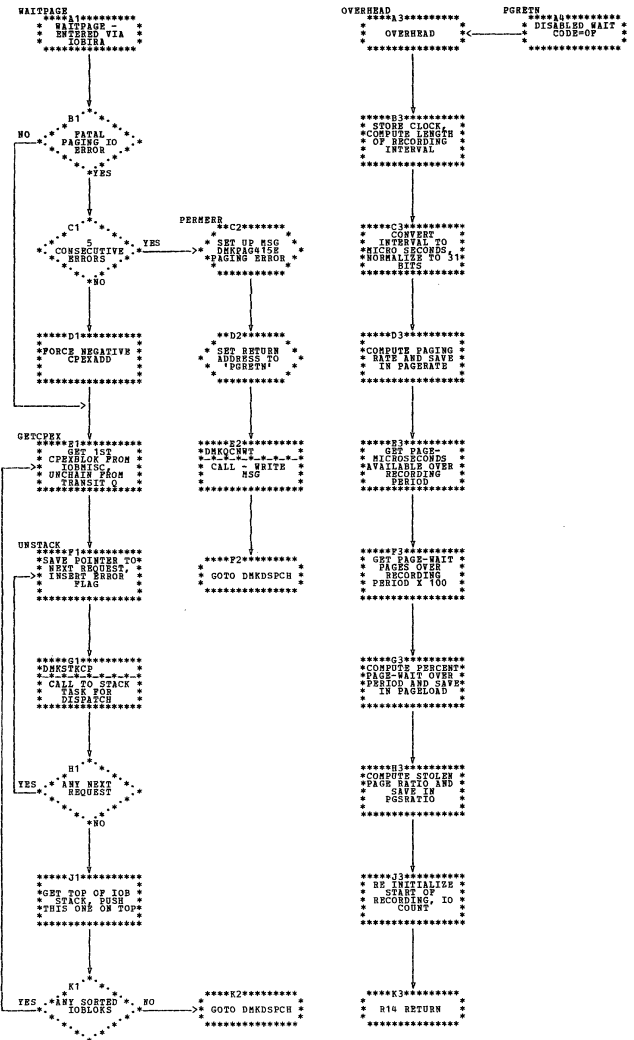 WAITPAGE
A1
WAITPAGE -
ENTERED VIA
IOBIRA
B1
FATAL
PAGING IO
ERROR
NO
YES
C1
5
CONSECUTIVE
ERRORS
YES
NO
PERMERR
C2
SET UP MSG
DMKPAG415E
PAGING ERROR
D1
FORCE NEGATIVE
CPEXADD
D2
SET RETURN
ADDRESS TO
'PGRETN'
GETCPEX
E1
GET 1ST
CPEXBLOK FROM
IOBMISC,
UNCHAIN FROM
TRANSIT Q
E2
DMKQCNWT
-*-*-*-*-*-*-*-*-
CALL - WRITE
MSG
UNSTACK
F1
SAVE POINTER TO
NEXT REQUEST,
INSERT ERROR
FLAG
F2
GOTO DMKDSPCH
G1
DMKSTKCP
-*-*-*-*-*-*-*-*-
CALL TO STACK
TASK FOR
DISPATCH
H1
ANY NEXT
REQUEST
YES
NO
J1
GET TOP OF IOB
STACK, PUSH
THIS ONE ON TOP
K1
ANY SORTED
IOBLOKS
YES
NO
K2
GOTO DMKDSPCH
OVERHEAD
A3
OVERHEAD
PGRETN
A4
DISABLED WAIT
CODE=0F
B3
STORE CLOCK,
COMPUTE LENGTH
OF RECORDING
INTERVAL
C3
CONVERT
INTERVAL TO
MICRO SECONDS,
NORMALIZE TO 31
BITS
D3
COMPUTE PAGING
RATE AND SAVE
IN PAGERATE
E3
GET PAGE-
MICROSECONDS
AVAILABLE OVER
RECORDING
PERIOD
F3
GET PAGE-WAIT
PAGES OVER
RECORDING
PERIOD X 100
G3
COMPUTE PERCENT
PAGE-WAIT OVER
PERIOD AND SAVE
IN PAGELOAD
H3
COMPUTE STOLEN
PAGE RATIO AND
SAVE IN
PGSRATIO
J3
RE INITIALIZE
START OF
RECORDING, IO
COUNT
K3
R14 RETURN